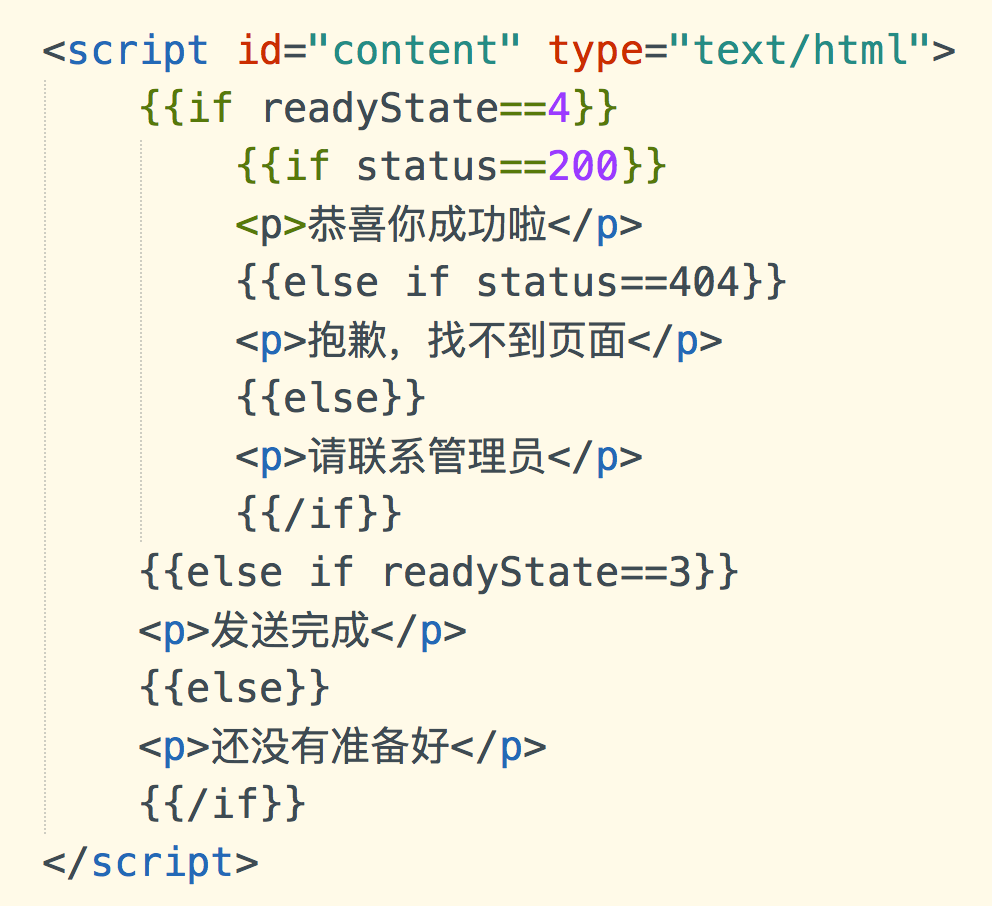 <script id="content" type="text/html">
{{if readyState==4}}
{{if status==200}}
<p>恭喜你成功啦</p>
{{else if status==404}}
<p>抱歉，找不到页面</p>
{{else}}
<p>请联系管理员</p>
{{/if}}
{{else if readyState==3}}
<p>发送完成</p>
{{else}}
<p>还没有准备好</p>
{{/if}}
</script>